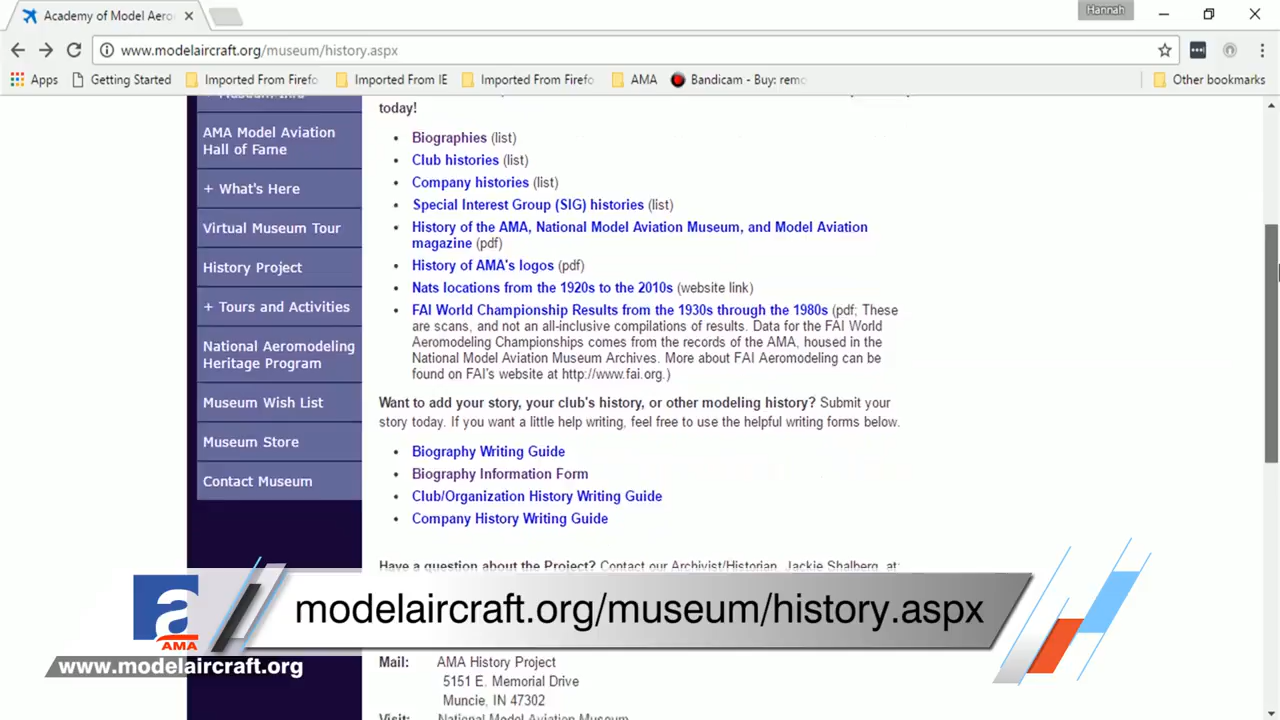 Academy of Model Aero
Hannah
www.modelaircraft.org/museum/history.aspx
Apps
Getting Started
Imported From Firefo
Imported From IE
Imported From Firefo
AMA
Bandicam - Buy: remo
Other bookmarks
today!
AMA Model Aviation
Hall of Fame
+ What's Here
Virtual Museum Tour
History Project
+ Tours and Activities
National Aeromodeling
Heritage Program
Museum Wish List
Museum Store
Contact Museum
• Biographies (list)
• Club histories (list)
• Company histories (list)
• Special Interest Group (SIG) histories (list)
• History of the AMA, National Model Aviation Museum, and Model Aviation
magazine (pdf)
• History of AMA's logos (pdf)
• Nats locations from the 1920s to the 2010s (website link)
• FAI World Championship Results from the 1930s through the 1980s (pdf; These
are scans, and not an all-inclusive compilations of results. Data for the FAI World
Aeromodeling Championships comes from the records of the AMA, housed in the
National Model Aviation Museum Archives. More about FAI Aeromodeling can be
found on FAI's website at http://www.fai.org.)
Want to add your story, your club's history, or other modeling history? Submit your
story today. If you want a little help writing, feel free to use the helpful writing forms below.
• Biography Writing Guide
• Biography Information Form
• Club/Organization History Writing Guide
• Company History Writing Guide
Have a question about the Project? Contact our Archivist/Historian, Jackie Shalberg, at:
a
AMA
modelaircraft.org/museum/history.aspx
www.modelaircraft.org
Mail: AMA History Project
5151 E. Memorial Drive
Muncie, IN 47302
Visit: National Model Aviation Museum